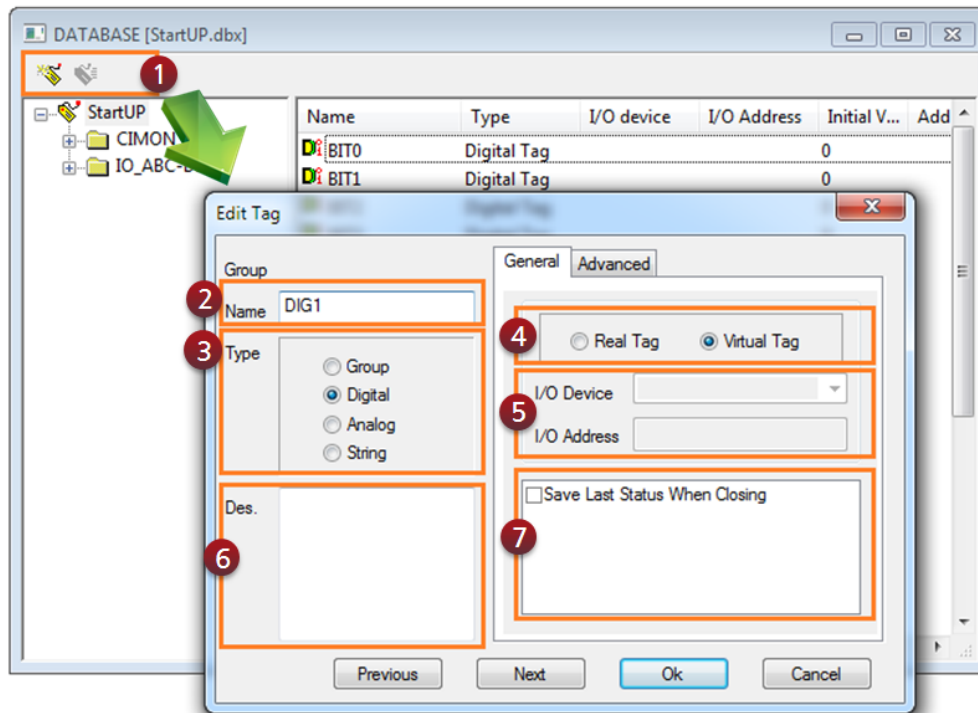 DATABASE [StartUP.dbx]
1
StartUP
CIMON
Name Type I/O device I/O Address Initial V... Add
BIT0 Digital Tag 0
BIT1 Digital Tag 0
Edit Tag
Group
2 Name DIG1
3 Type
Group
Digital
Analog
String
6 Des.
General Advanced
4 Real Tag Virtual Tag
5 I/O Device
I/O Address
7 Save Last Status When Closing
Previous Next Ok Cancel